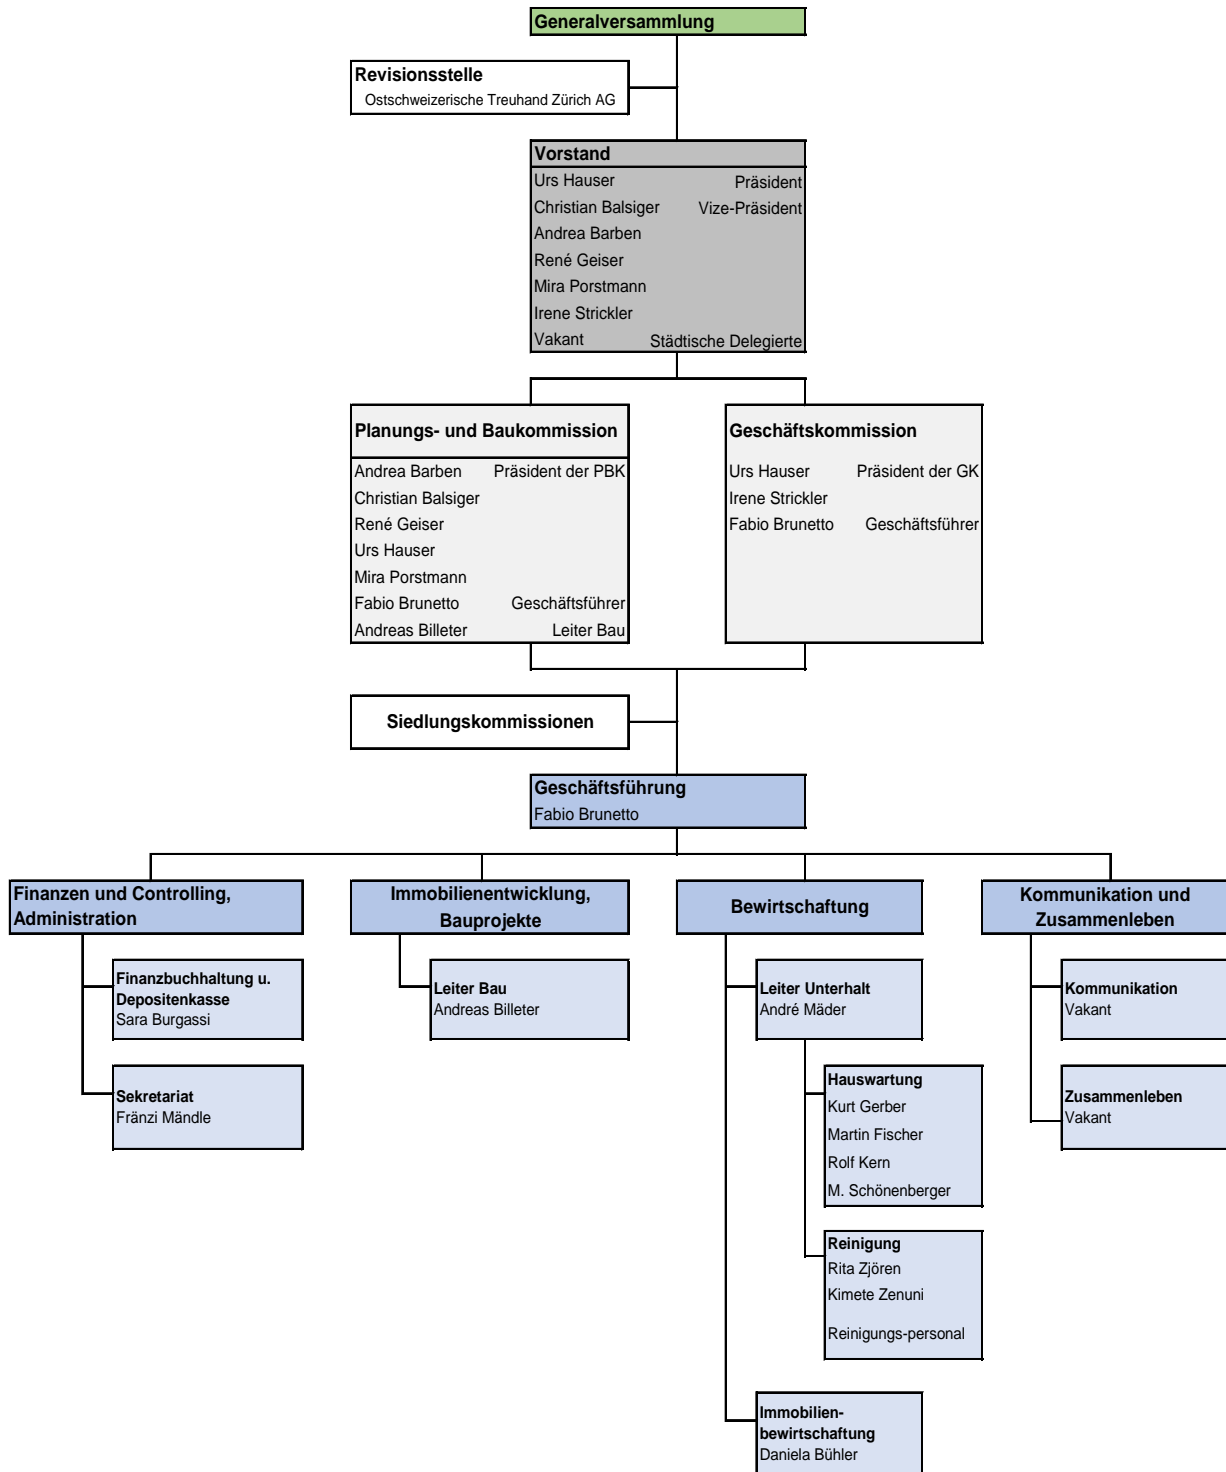 Generalversammlung
Revisionsstelle
Ostschweizerische Treuhand Zürich AG
Vorstand
Urs Hauser Präsident
Christian Balsiger Vize-Präsident
Andrea Barben
René Geiser
Mira Porstmann
Irene Strickler
Vakant Städtische Delegierte
Planungs- und Baukommission
Andrea Barben Präsident der PBK
Christian Balsiger
René Geiser
Urs Hauser
Mira Porstmann
Fabio Brunetto Geschäftsführer
Andreas Billeter Leiter Bau
Geschäftskommission
Urs Hauser Präsident der GK
Irene Strickler
Fabio Brunetto Geschäftsführer
Siedlungskommissionen
Geschäftsführung
Fabio Brunetto
Finanzen und Controlling,
Administration
Finanzbuchhaltung u.
Depositenkasse
Sara Burgassi
Sekretariat
Fränzi Mändle
Immobilienentwicklung,
Bauprojekte
Leiter Bau
Andreas Billeter
Bewirtschaftung
Leiter Unterhalt
André Mäder
Hauswartung
Kurt Gerber
Martin Fischer
Rolf Kern
M. Schönenberger
Reinigung
Rita Zjören
Kimete Zenuni
Reinigungs-personal
Immobilien-
bewirtschaftung
Daniela Bühler
Kommunikation und
Zusammenleben
Kommunikation
Vakant
Zusammenleben
Vakant